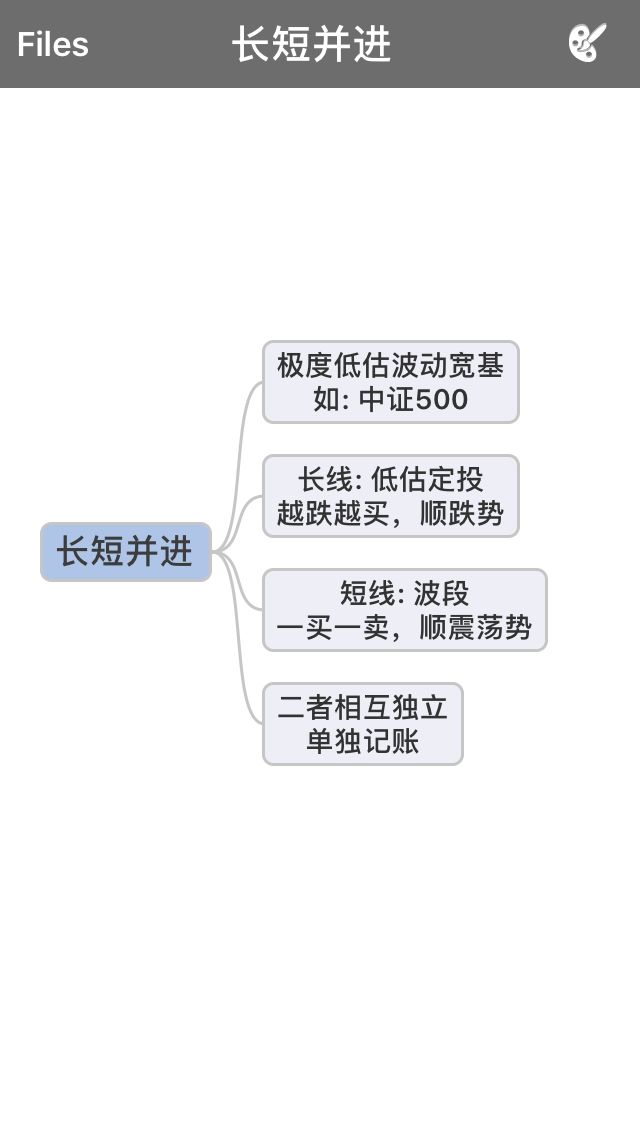 Files
长短并进
极度低估波动宽基
如: 中证500
长线: 低估定投
越跌越买，顺跌势
长短并进
短线: 波段
一买一卖，顺震荡势
二者相互独立
单独记账